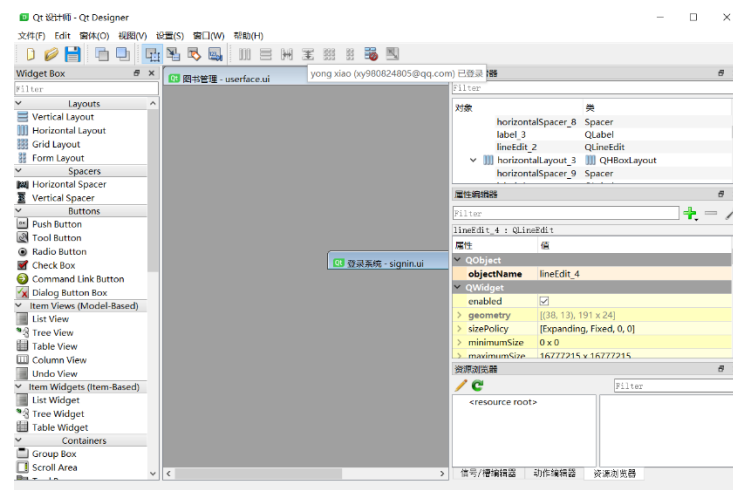 Qt 设计师 - Qt Designer
文件(F) Edit 窗体(O) 视图(V) 设置(S) 窗口(W) 帮助(H)
Widget Box
Filter
Layouts
Vertical Layout
Horizontal Layout
Grid Layout
Form Layout
Spacers
Horizontal Spacer
Vertical Spacer
Buttons
Push Button
Tool Button
Radio Button
Check Box
Command Link Button
Dialog Button Box
Item Views (Model-Based)
List View
Tree View
Table View
Column View
Undo View
Item Widgets (Item-Based)
List Widget
Tree Widget
Table Widget
Containers
Group Box
Scroll Area
图书管理 - userface.ui
yong xiao (xy980824805@qq.com) 已登录
登录系统 - signin.ui
Filter
对象 类
horizontalSpacer_8 Spacer
label_3 QLabel
lineEdit_2 QLineEdit
horizontalLayout_3 QHBoxLayout
horizontalSpacer_9 Spacer
属性编辑器
Filter
lineEdit_4 : QLineEdit
属性 值
QObject
objectName lineEdit_4
QWidget
enabled
geometry [(38, 13), 191 x 24]
sizePolicy [Expanding, Fixed, 0, 0]
minimumSize 0 x 0
maximumSize 16777215 x 16777215
资源浏览器
Filter
<resource root>
信号/槽编辑器 动作编辑器 资源浏览器